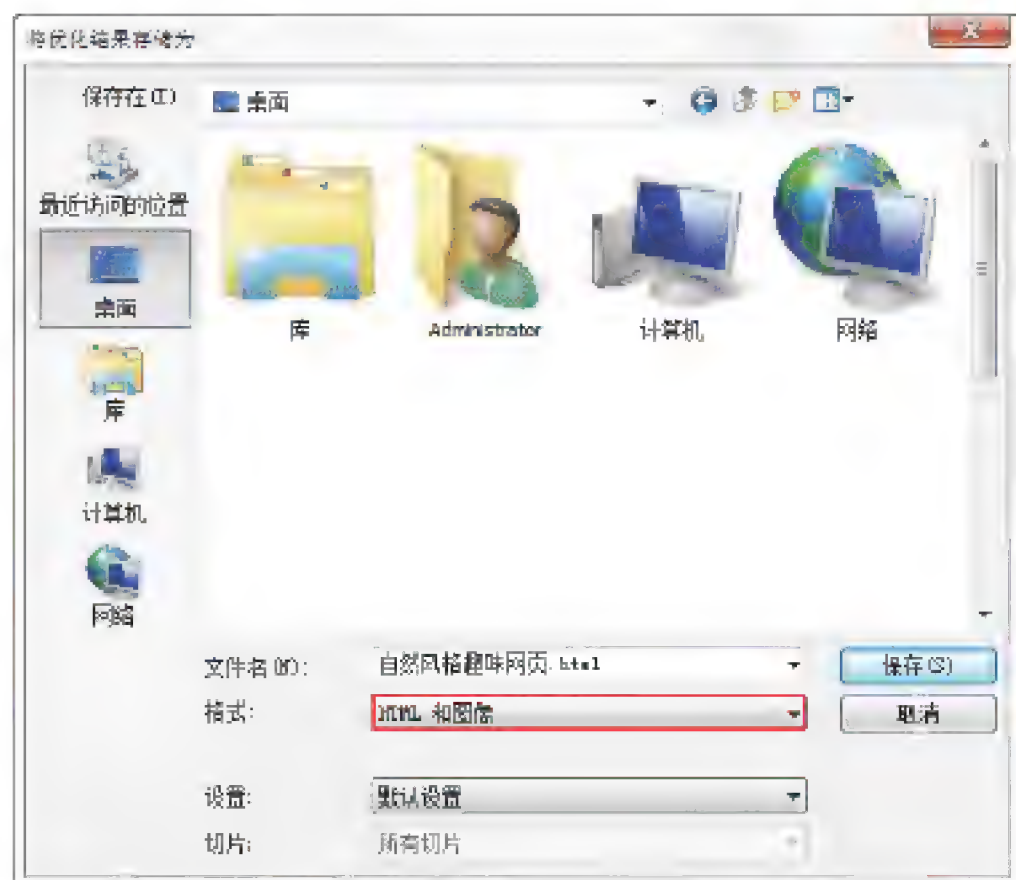 将优化结果存储为
保存在(I)
桌面
最近访问的位置
桌面
库
计算机
网络
库
Administrator
计算机
网络
文件名(N):
自然风格趣味网页.html
保存(S)
格式:
HTML 和图像
取消
设置:
默认设置
切片:
所有切片